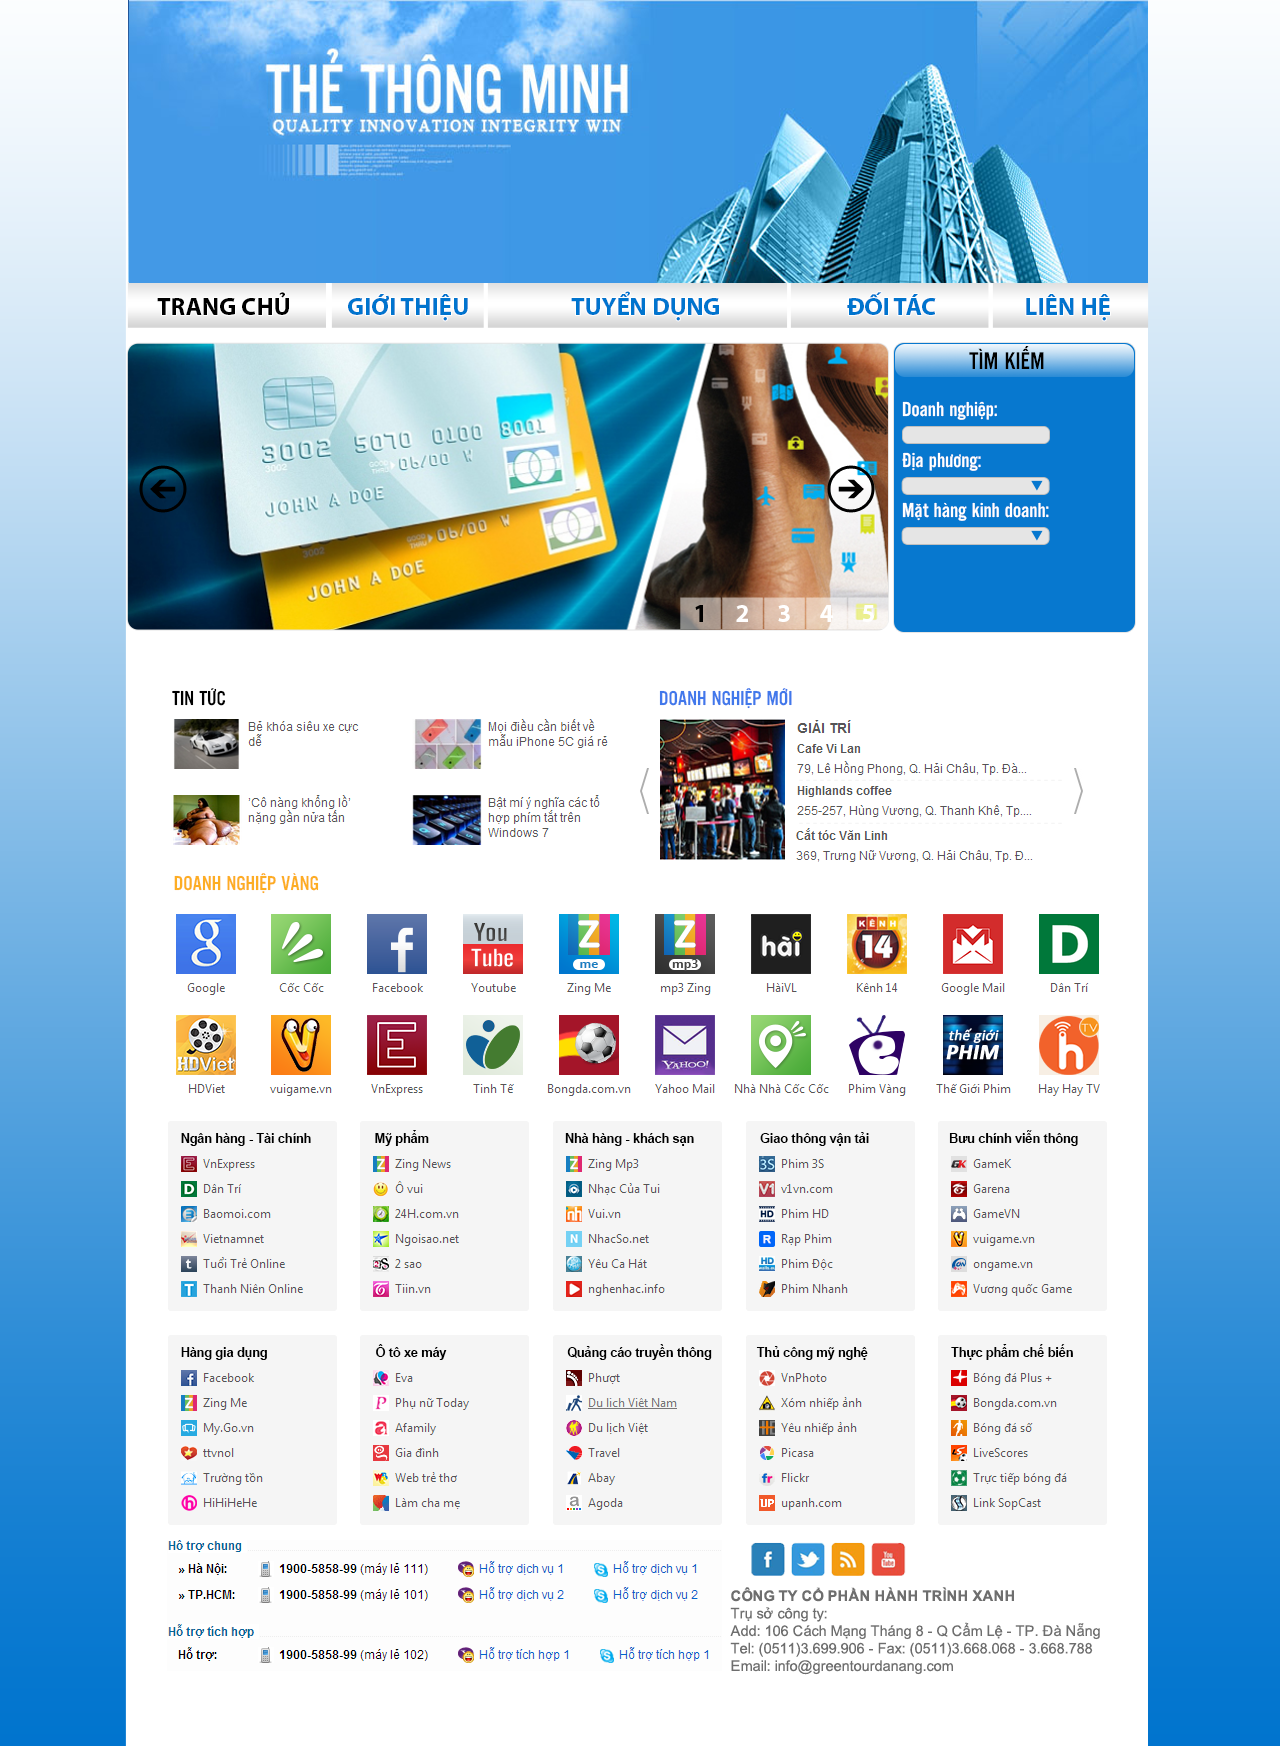 THẺ THÔNG MINH
QUALITY INNOVATION INTEGRITY WIN
TRANG CHỦ GIỚI THIỆU TUYỂN DỤNG ĐỐI TÁC LIÊN HỆ
TÌM KIẾM
Doanh nghiệp:
Địa phương:
Mặt hàng kinh doanh:
3002 5070 0100 8001
3002
GOOD THRU 06/00 W
JOHN A DOE
3002
GOOD THRU 06/00 W
JOHN A DOE
1 2 3 4 5
TIN TỨC
Bẻ khóa siêu xe cực
dễ
Mọi điều cần biết về
mẫu iPhone 5C giá rẻ
'Cô nàng khổng lồ'
nặng gần nửa tấn
Bật mí ý nghĩa các tổ
hợp phím tắt trên
Windows 7
DOANH NGHIỆP MỚI
GIẢI TRÍ
Cafe Vi Lan
79, Lê Hồng Phong, Q. Hải Châu, Tp. Đà...
Highlands coffee
255-257, Hùng Vương, Q. Thanh Khê, Tp....
Cắt tóc Văn Linh
369, Trưng Nữ Vương, Q. Hải Châu, Tp. Đ...
DOANH NGHIỆP VÀNG
g You Tube Z me Z mp3 hài KÊNH 14 D
Google Cốc Cốc Facebook Youtube Zing Me mp3 Zing HàiVL Kênh 14 Google Mail Dân Trí
HDViet E YAHOO! thế giới PHIM h TV
HDViet vuigame.vn VnExpress Tinh Tế Bongda.com.vn Yahoo Mail Nhà Nhà Cốc Cốc Phim Vàng Thế Giới Phim Hay Hay TV
Ngân hàng - Tài chính
VnExpress
Dân Trí
Baomoi.com
Vietnamnet
Tuổi Trẻ Online
Thanh Niên Online
Mỹ phẩm
Zing News
Ô vui
24H.com.vn
Ngoisao.net
2 sao
Tiin.vn
Nhà hàng - khách sạn
Zing Mp3
Nhạc Của Tui
Vui.vn
NhacSo.net
Yêu Ca Hát
nghenhac.info
Giao thông vận tải
Phim 3S
v1vn.com
Phim HD
Rạp Phim
Phim Độc
Phim Nhanh
Bưu chính viễn thông
GameK
Garena
GameVN
vuigame.vn
ongame.vn
Vương quốc Game
Hàng gia dụng
Facebook
Zing Me
My.Go.vn
ttvnol
Trường tồn
HiHiHeHe
Ô tô xe máy
Eva
Phụ nữ Today
Afamily
Gia đình
Web trẻ thơ
Làm cha mẹ
Quảng cáo truyền thông
Phượt
Du lịch Việt Nam
Du lịch Việt
Travel
Abay
Agoda
Thủ công mỹ nghệ
VnPhoto
Xóm nhiếp ảnh
Yêu nhiếp ảnh
Picasa
Flickr
upanh.com
Thực phẩm chế biến
Bóng đá Plus +
Bongda.com.vn
Bóng đá số
LiveScores
Trực tiếp bóng đá
Link SopCast
Hỗ trợ chung
» Hà Nội: 1900-5858-99 (máy lẻ 111) Hỗ trợ dịch vụ 1 Hỗ trợ dịch vụ 1
» TP.HCM: 1900-5858-99 (máy lẻ 101) Hỗ trợ dịch vụ 2 Hỗ trợ dịch vụ 2
Hỗ trợ tích hợp
Hỗ trợ: 1900-5858-99 (máy lẻ 102) Hỗ trợ tích hợp 1 Hỗ trợ tích hợp 1
CÔNG TY CỔ PHẦN HÀNH TRÌNH XANH
Trụ sở công ty:
Add: 106 Cách Mạng Tháng 8 - Q Cẩm Lệ - TP. Đà Nẵng
Tel: (0511)3.699.906 - Fax: (0511)3.668.068 - 3.668.788
Email: info@greentourdanang.com